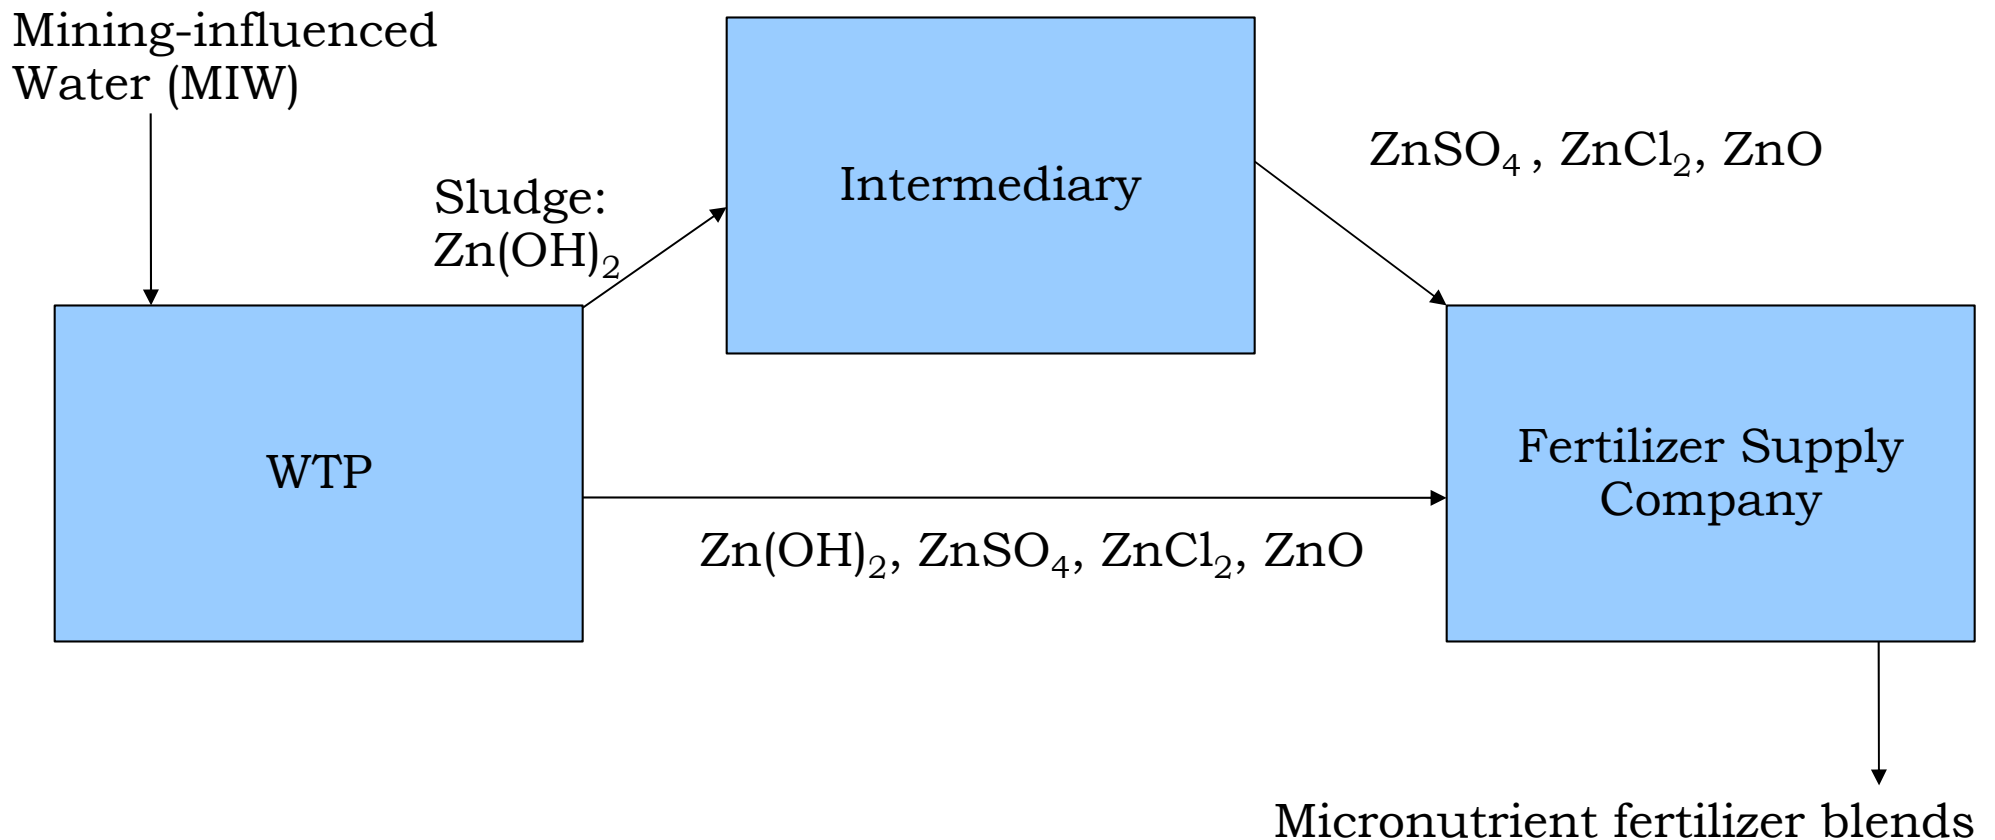 Mining-influenced
Water (MIW)
Intermediary
ZnSO₄ , ZnCl₂, ZnO
Sludge:
Zn(OH)₂
WTP
Fertilizer Supply
Company
Zn(OH)₂, ZnSO₄, ZnCl₂, ZnO
Micronutrient fertilizer blends